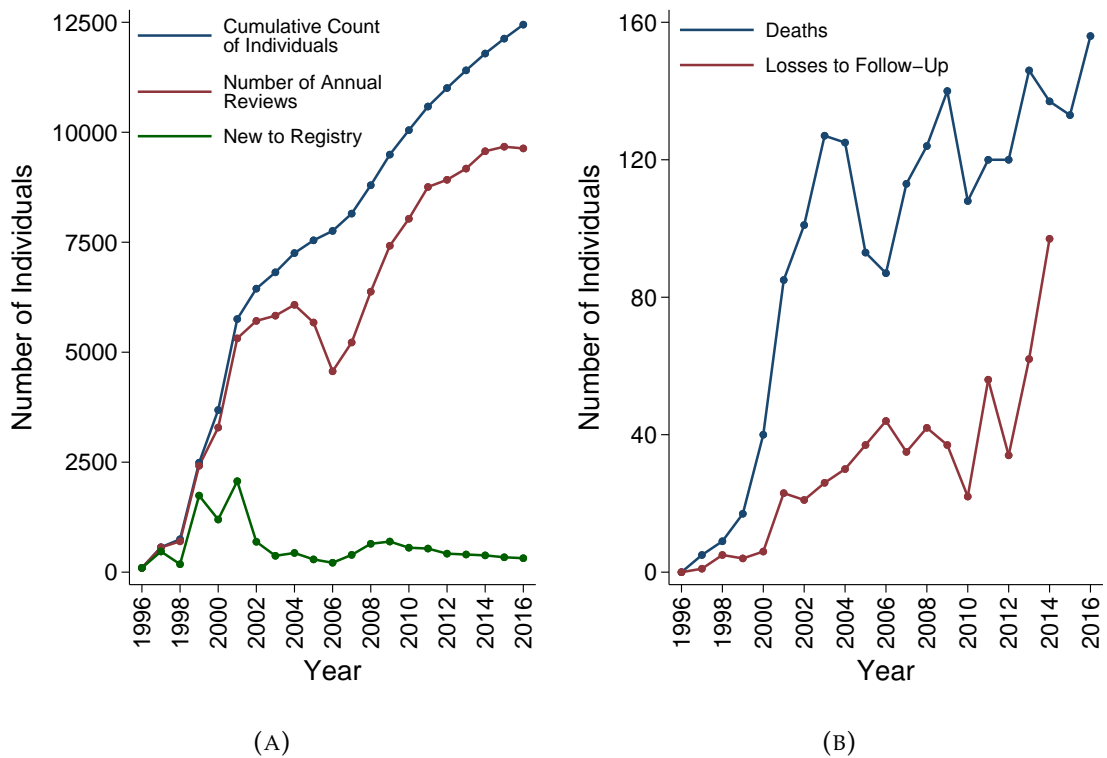 12500
10000
7500
5000
2500
0
Number of Individuals
Cumulative Count
of Individuals
Number of Annual
Reviews
New to Registry
1996
1998
2000
2002
2004
2006
2008
2010
2012
2014
2016
Year
(A)
160
120
80
40
0
Number of Individuals
Deaths
Losses to Follow−Up
1996
1998
2000
2002
2004
2006
2008
2010
2012
2014
2016
Year
(B)